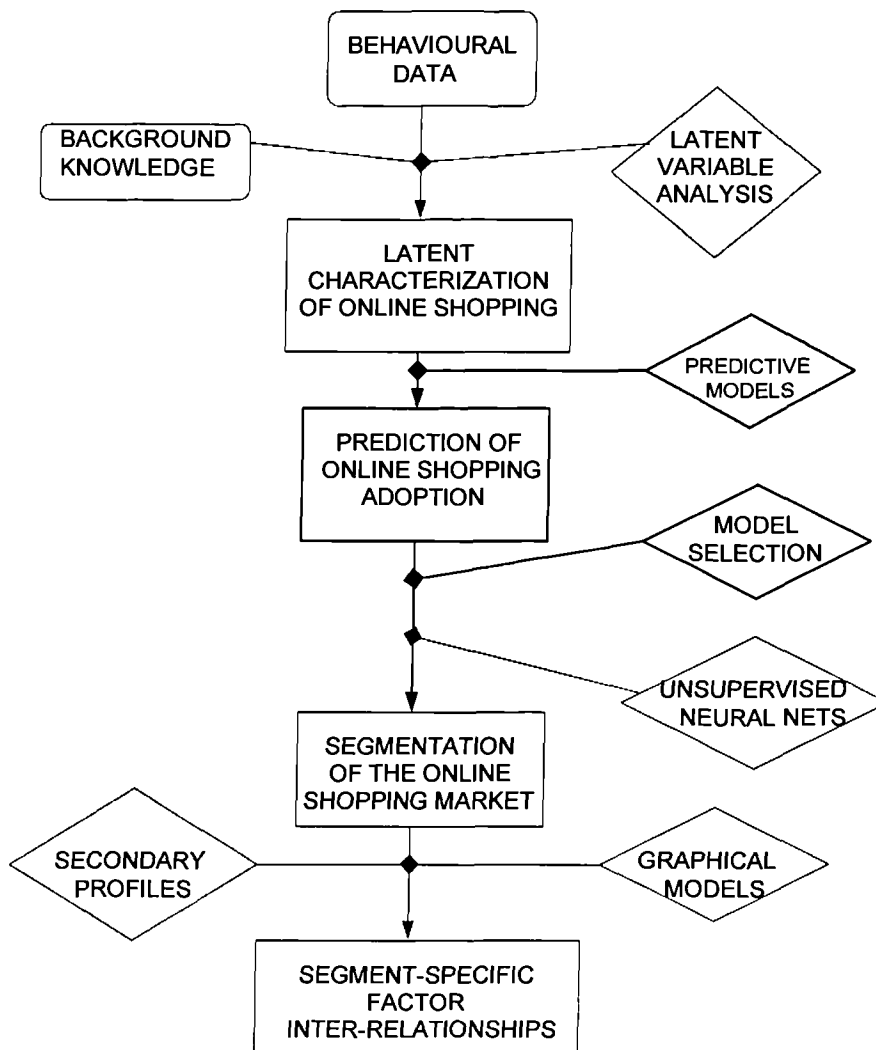 BEHAVIOURAL
DATA
BACKGROUND
KNOWLEDGE
LATENT
VARIABLE
ANALYSIS
LATENT
CHARACTERIZATION
OF ONLINE SHOPPING
PREDICTIVE
MODELS
PREDICTION OF
ONLINE SHOPPING
ADOPTION
MODEL
SELECTION
UNSUPERVISED
NEURAL NETS
SEGMENTATION
OF THE ONLINE
SHOPPING MARKET
SECONDARY
PROFILES
GRAPHICAL
MODELS
SEGMENT-SPECIFIC
FACTOR
INTER-RELATIONSHIPS